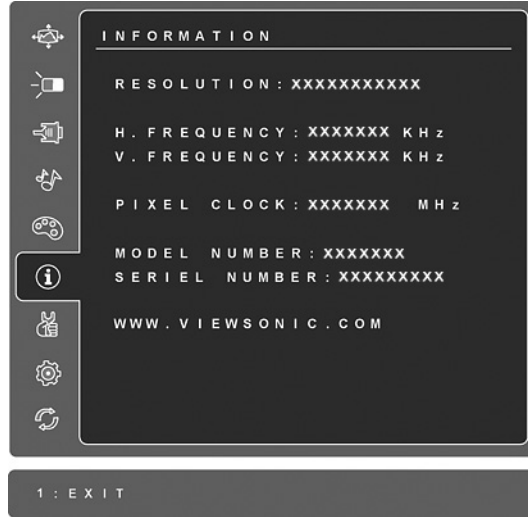 INFORMATION
RESOLUTION: XXXXXXXXXXX
H. FREQUENCY: XXXXXXX KHz
V. FREQUENCY: XXXXXXX KHz
PIXEL CLOCK: XXXXXXX MHz
MODEL NUMBER: XXXXXXX
SERIEL NUMBER: XXXXXXXXX
WWW.VIEWSONIC.COM
1:EXIT